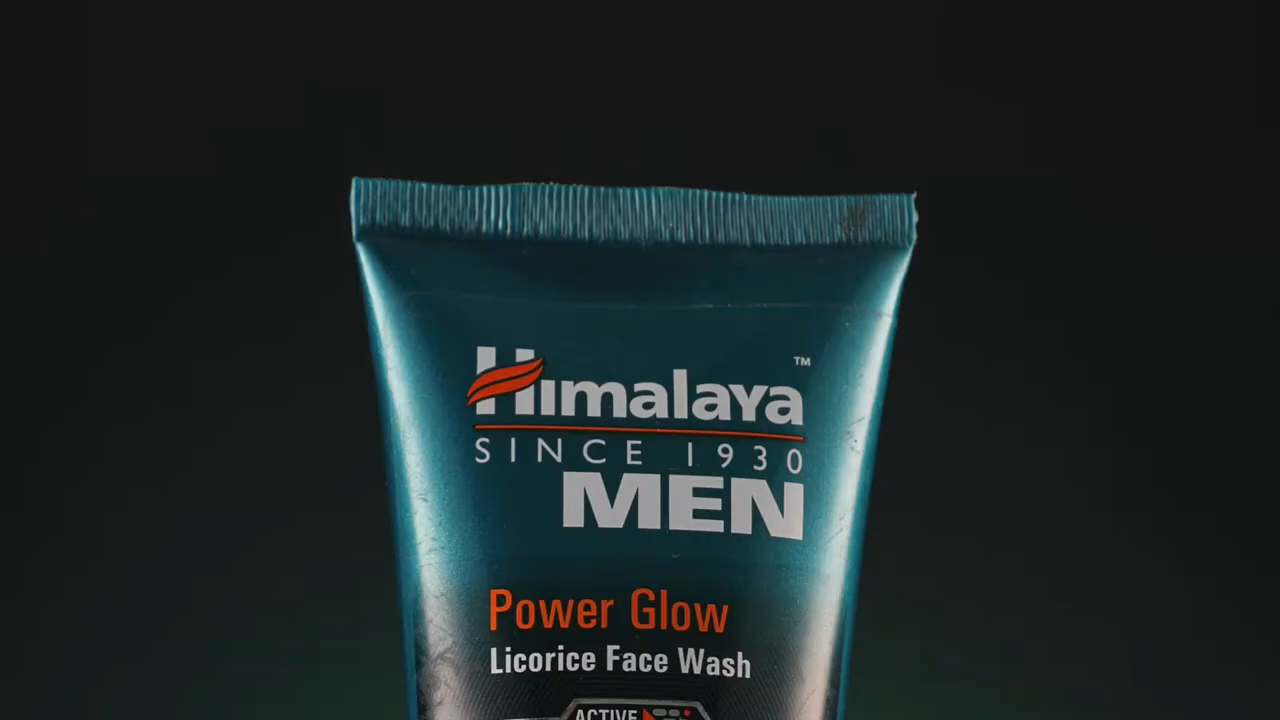 Himalaya™
SINCE 1930
MEN
Power Glow
Licorice Face Wash
ACTIVE